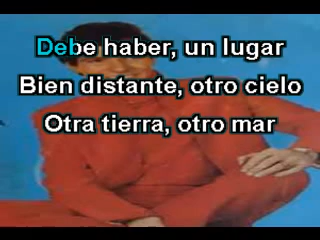 Debe haber, un lugar
Bien distante, otro cielo
Otra tierra, otro mar